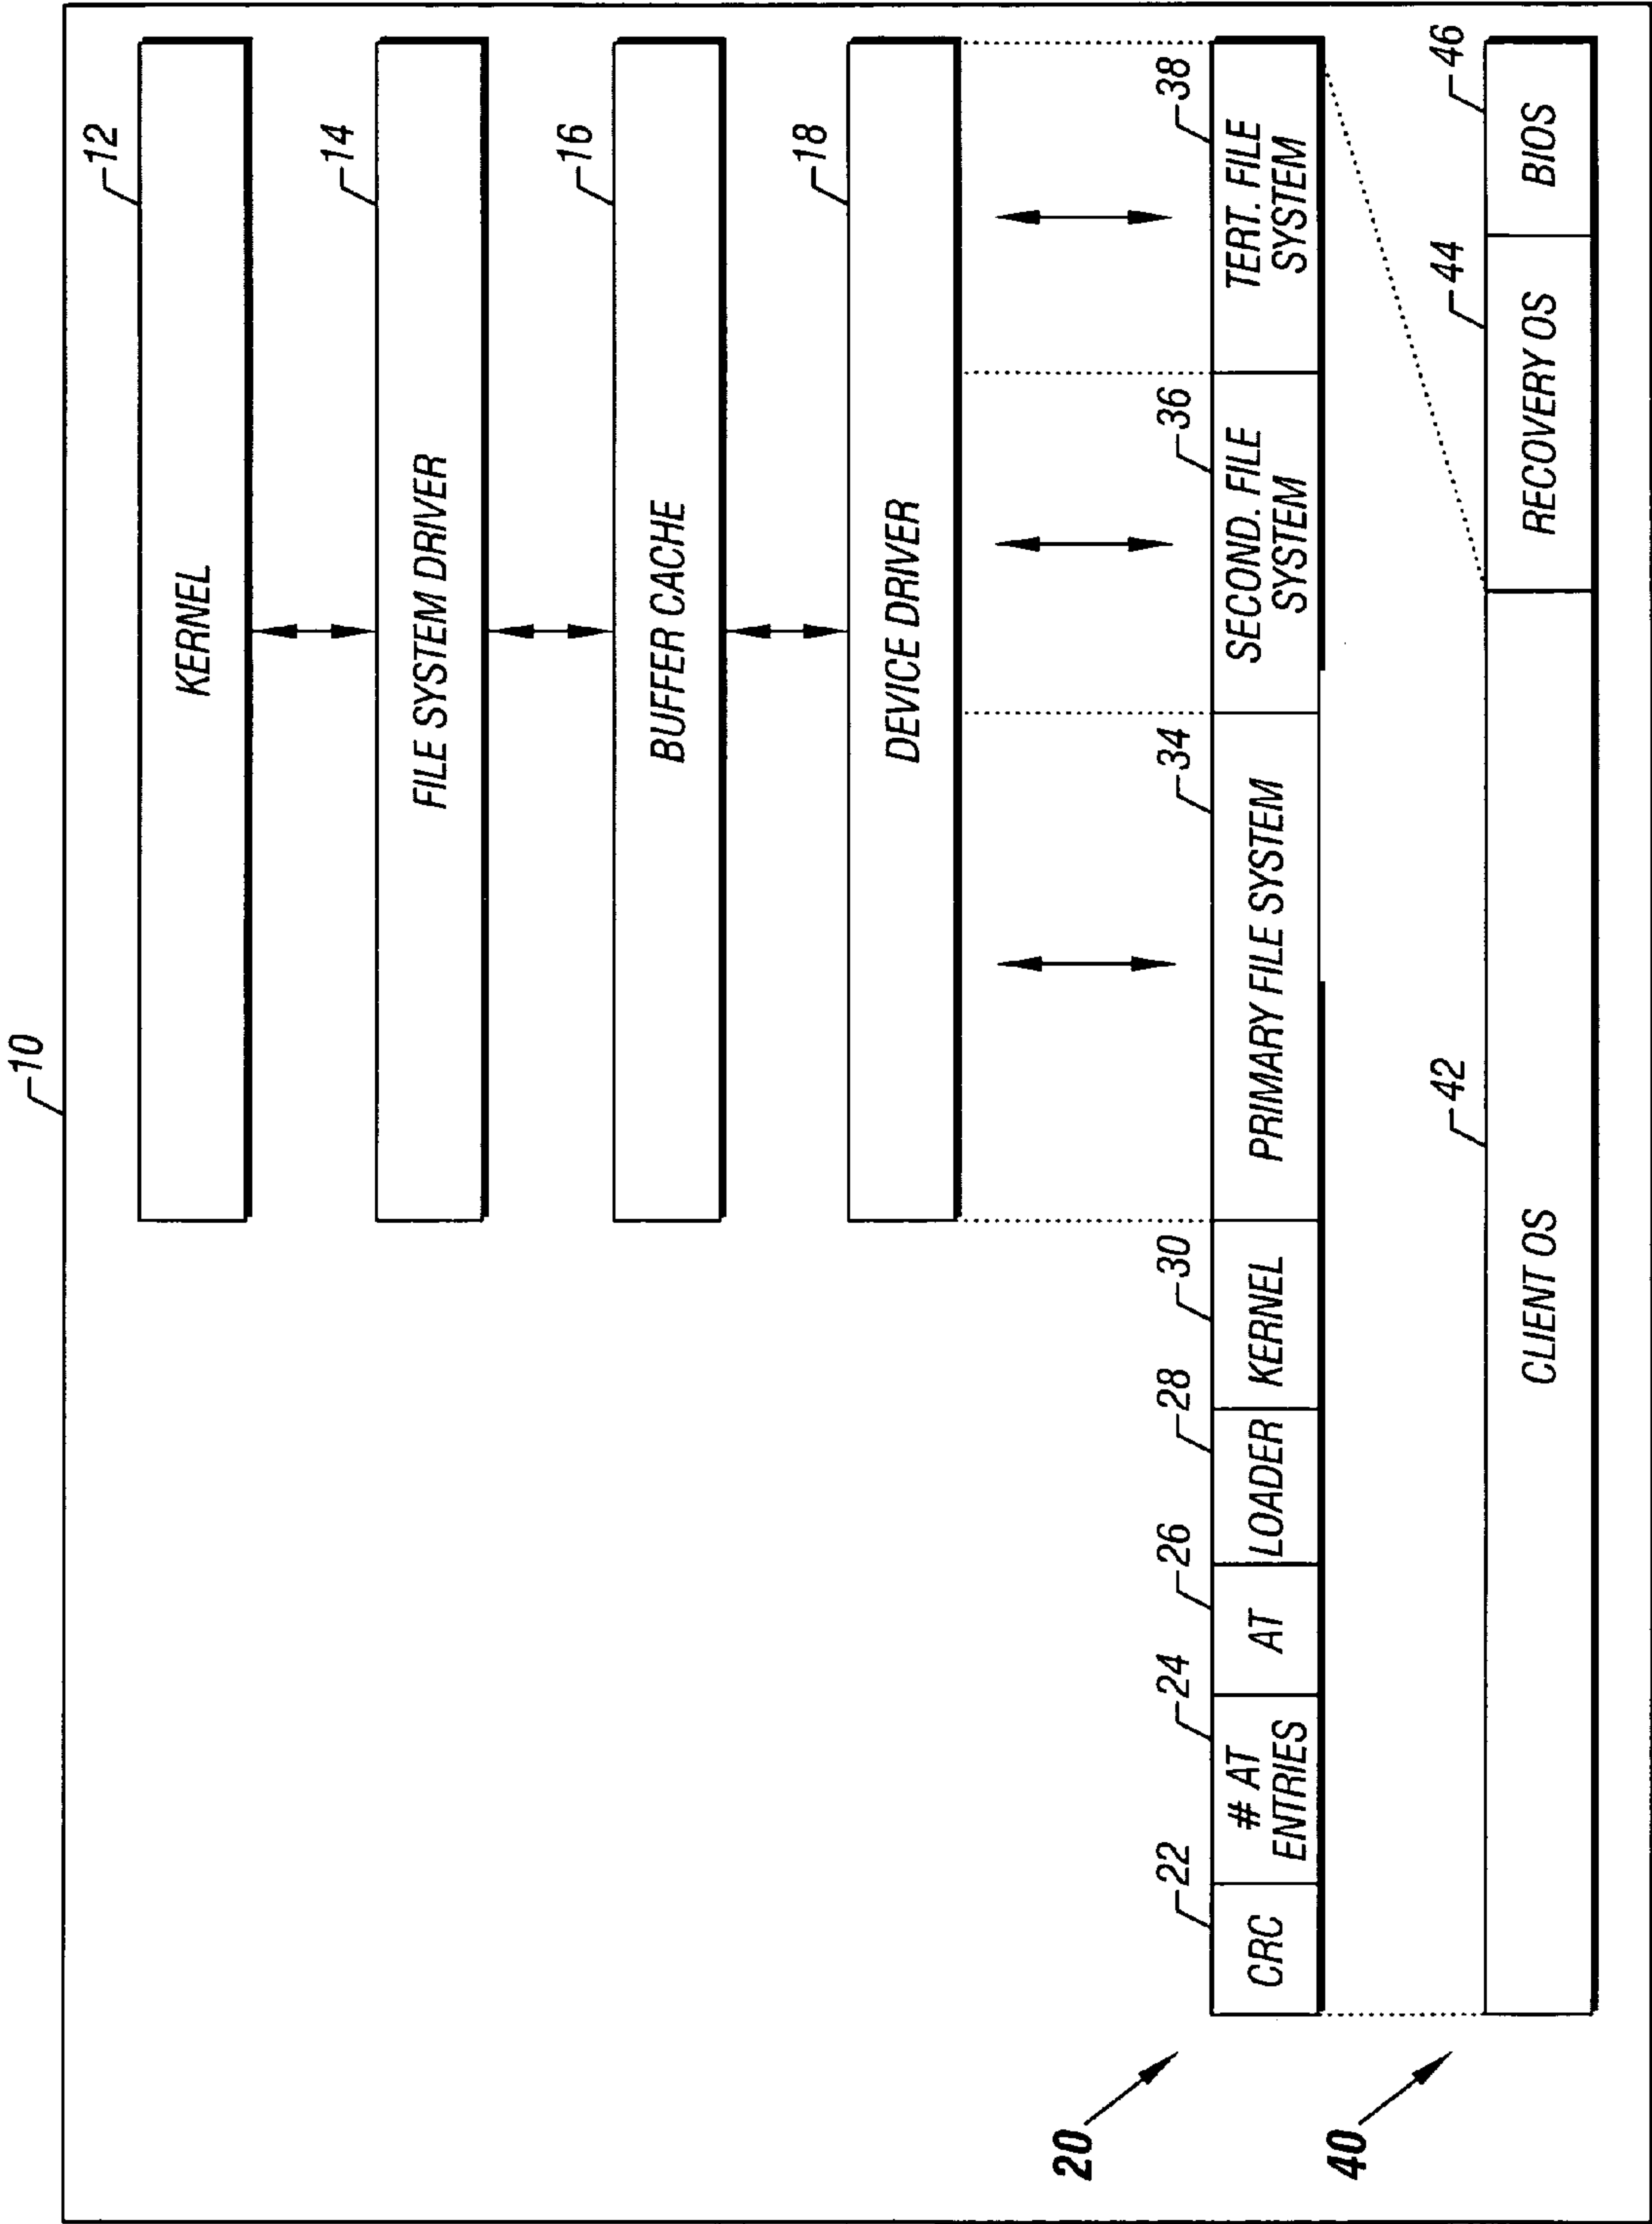 10
12
KERNEL
14
FILE SYSTEM DRIVER
16
BUFFER CACHE
18
DEVICE DRIVER
20
22
24
26
28
30
34
36
38
CRC
# AT
ENTRIES
AT
LOADER
KERNEL
PRIMARY FILE SYSTEM
SECOND. FILE
SYSTEM
TERT. FILE
SYSTEM
40
42
44
46
CLIENT OS
RECOVERY OS
BIOS